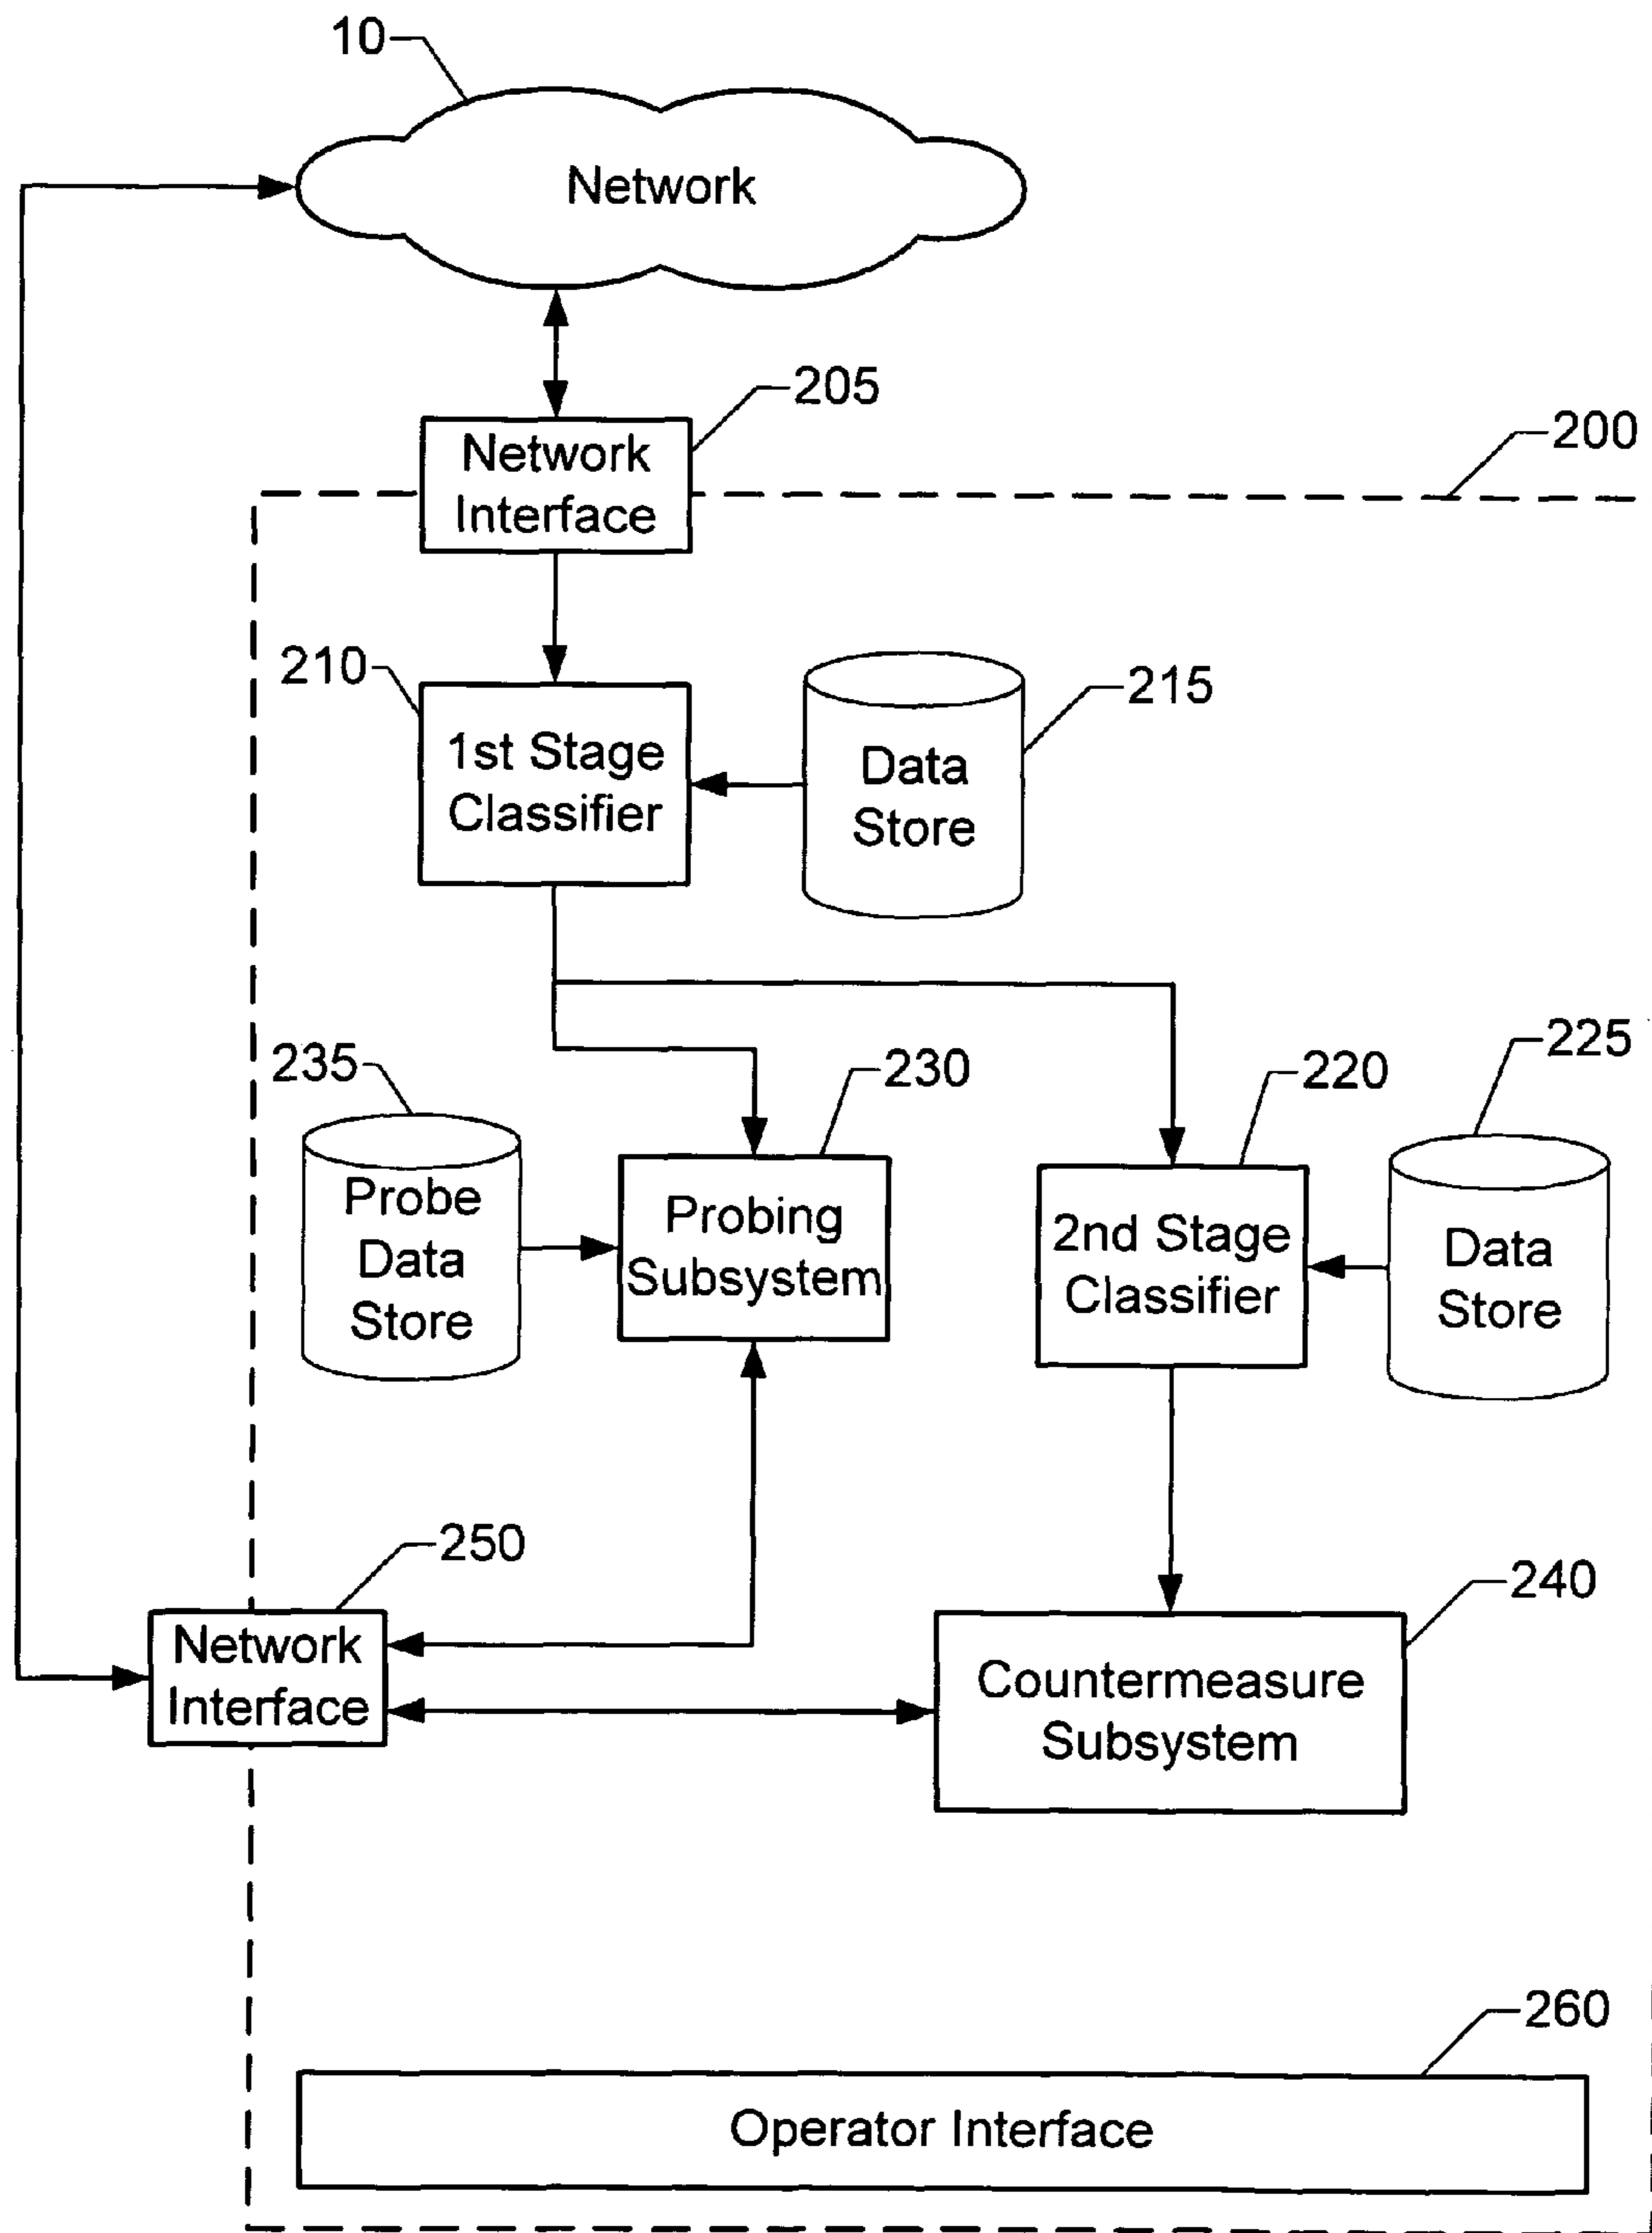 10
Network
205
Network
Interface
200
210
1st Stage
Classifier
215
Data
Store
235
Probe
Data
Store
230
Probing
Subsystem
220
2nd Stage
Classifier
225
Data
Store
250
Network
Interface
240
Countermeasure
Subsystem
260
Operator Interface